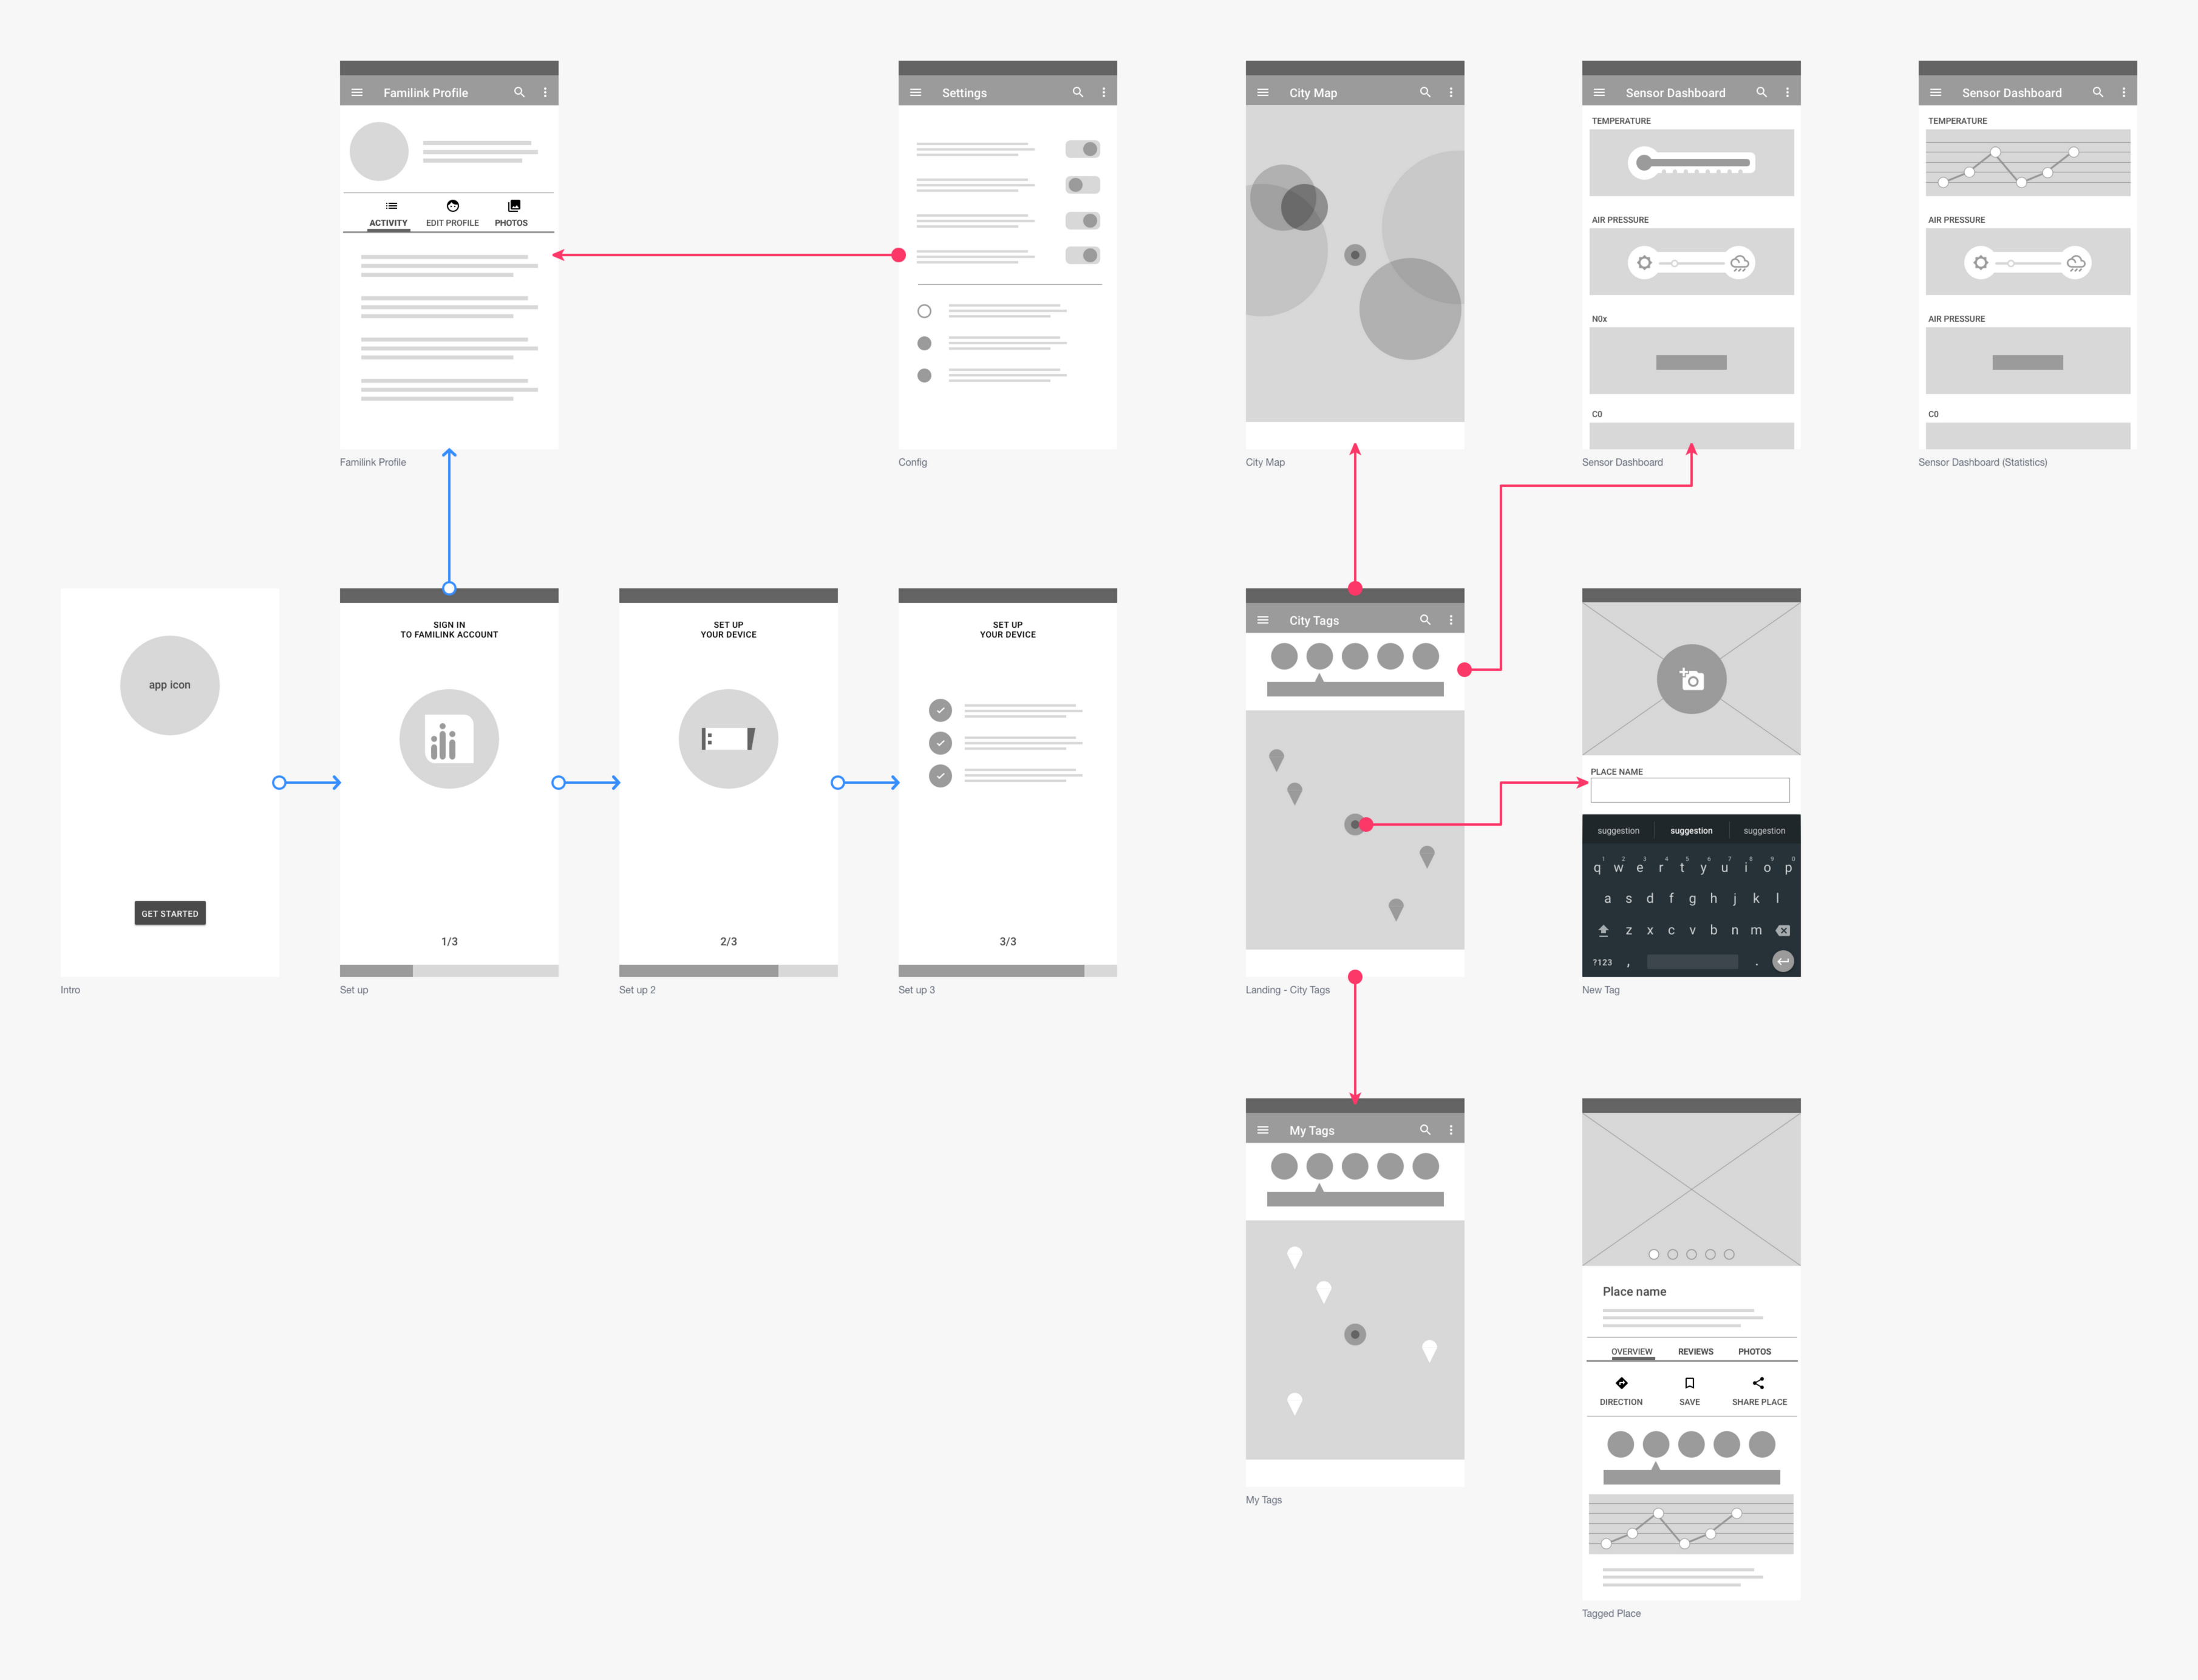 Familink Profile
ACTIVITY
EDIT PROFILE
PHOTOS
Familink Profile
Settings
Config
City Map
City Map
Sensor Dashboard
TEMPERATURE
AIR PRESSURE
N0x
C0
Sensor Dashboard
Sensor Dashboard
TEMPERATURE
AIR PRESSURE
AIR PRESSURE
C0
Sensor Dashboard (Statistics)
app icon
GET STARTED
Intro
SIGN IN
TO FAMILINK ACCOUNT
1/3
Set up
SET UP
YOUR DEVICE
2/3
Set up 2
SET UP
YOUR DEVICE
3/3
Set up 3
City Tags
Landing - City Tags
PLACE NAME
suggestion suggestion suggestion
1 2 3 4 5 6 7 8 9 0
q w e r t y u i o p
a s d f g h j k l
z x c v b n m
?123 , .
New Tag
My Tags
My Tags
Place name
OVERVIEW REVIEWS PHOTOS
DIRECTION SAVE SHARE PLACE
Tagged Place